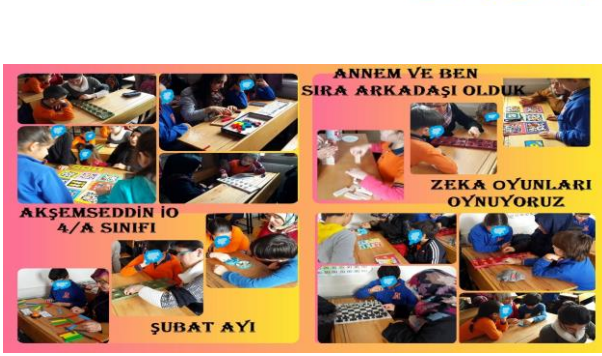 ANNEM VE BEN
SIRA ARKADAŞI OLDUK
ZEKA OYUNLARI
OYNUYORUZ
AKŞEMSEDDİN İO
4/A SINIFI
ŞUBAT AYI